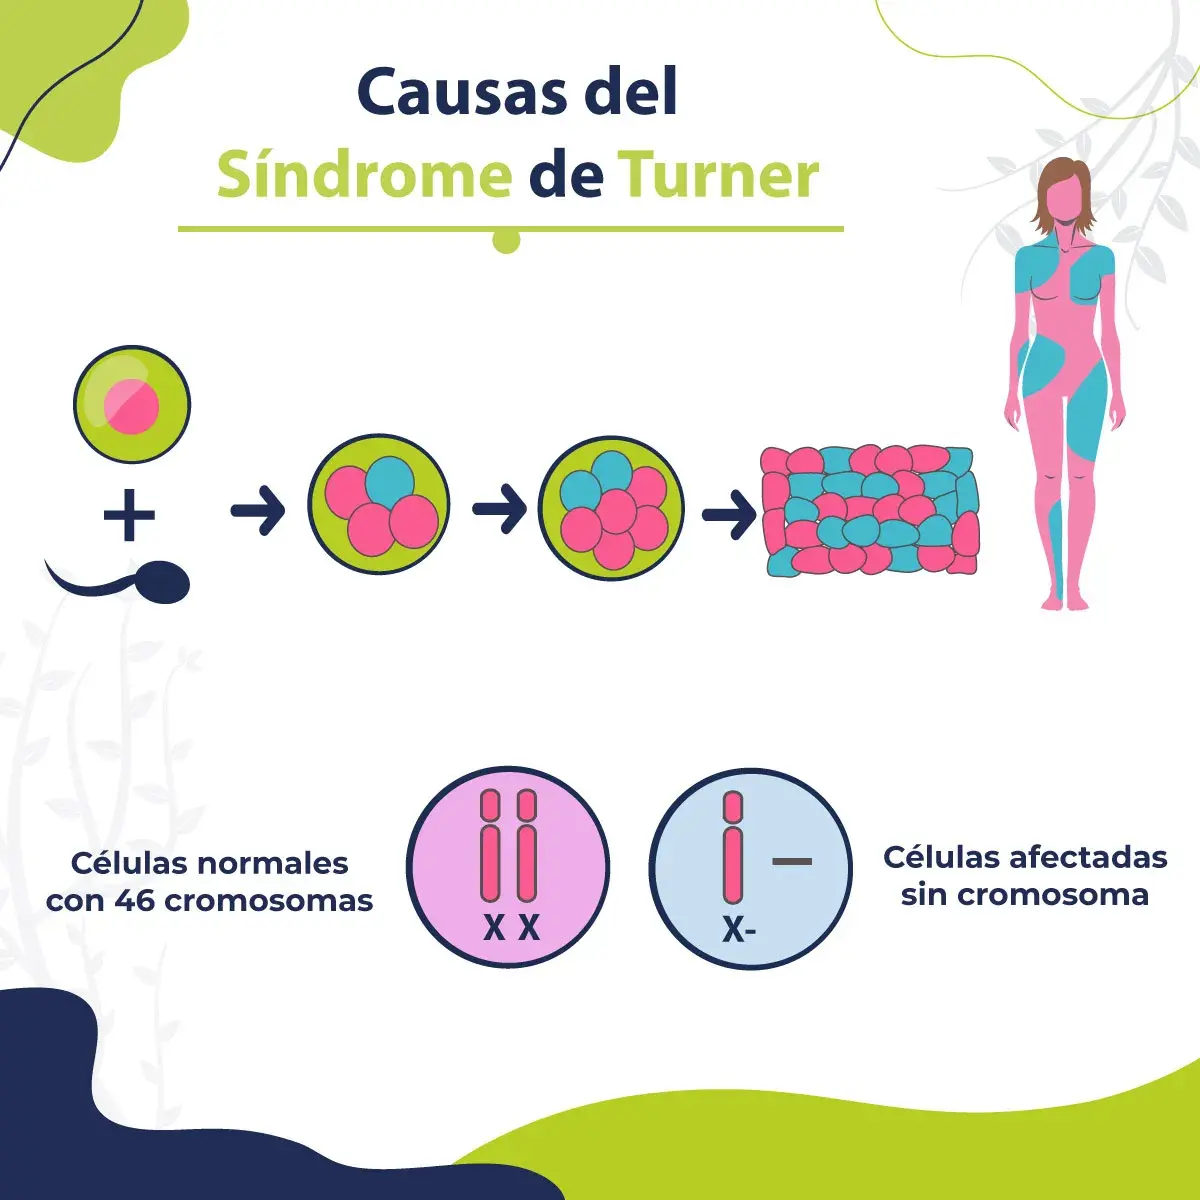 Causas del
Síndrome de Turner
Células normales
con 46 cromosomas
X X
X-
Células afectadas
sin cromosoma